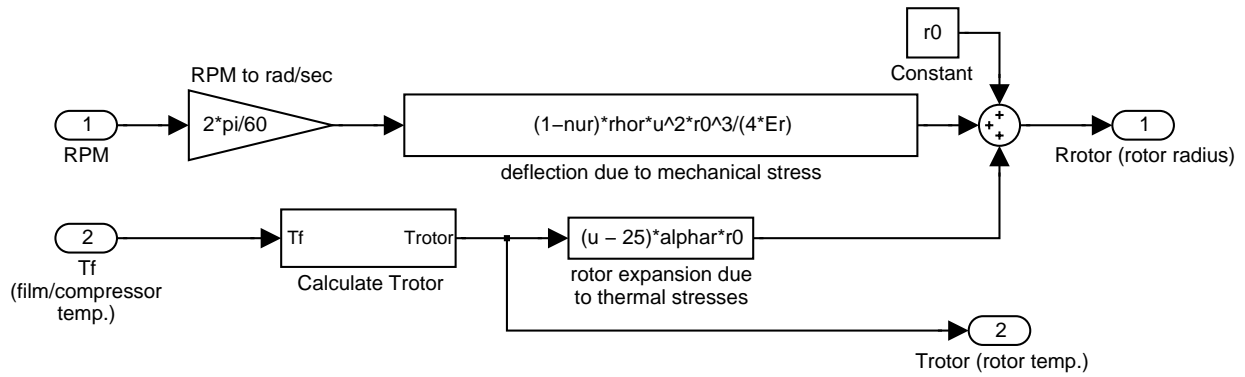 r0
Constant
RPM to rad/sec
1
RPM
2*pi/60
(1−nur)*rhor*u^2*r0^3/(4*Er)
deflection due to mechanical stress
+
+
+
1
Rrotor (rotor radius)
2
Tf
(film/compressor
temp.)
Tf
Trotor
Calculate Trotor
(u − 25)*alphar*r0
rotor expansion due
to thermal stresses
2
Trotor (rotor temp.)